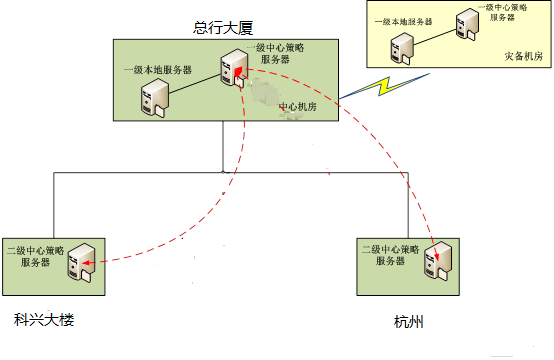 总行大厦
一级中心策略
服务器
一级本地服务器
中心机房
一级中心策略
服务器
一级本地服务器
灾备机房
二级中心策略
服务器
科兴大楼
二级中心策略
服务器
杭州